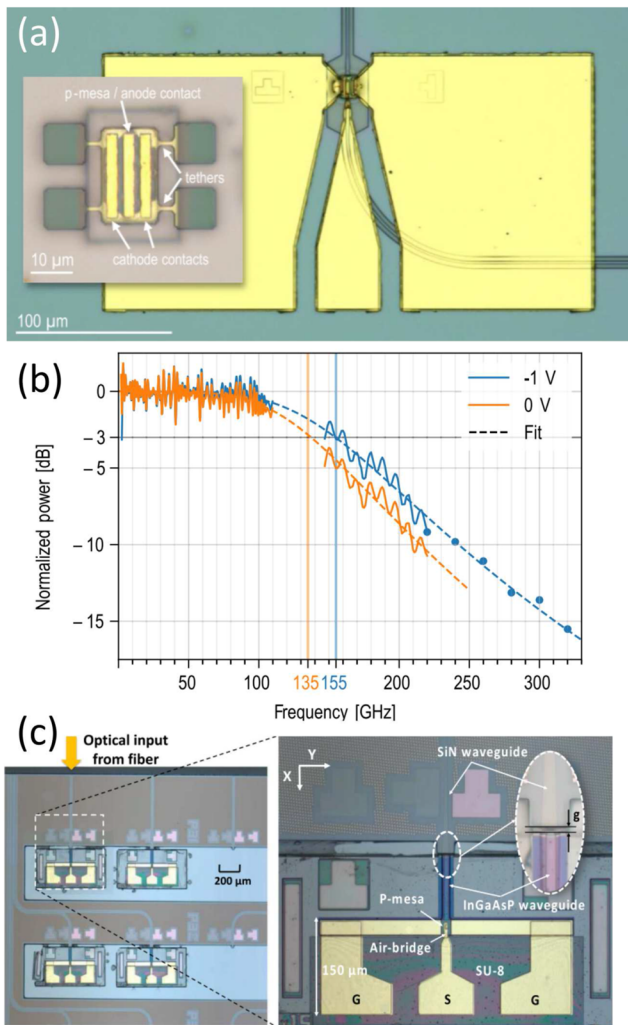 (a)
p-mesa / anode contact
tethers
10 μm
cathode contacts
100 μm
(b)
Normalized power [dB]
0
−3
−5
−10
−15
-1 V
0 V
Fit
50
100
135
155
200
250
300
Frequency [GHz]
(c)
Optical input
from fiber
200 μm
Y
X
SiN waveguide
g
InGaAsP waveguide
P-mesa
Air-bridge
150 μm
SU-8
G
S
G